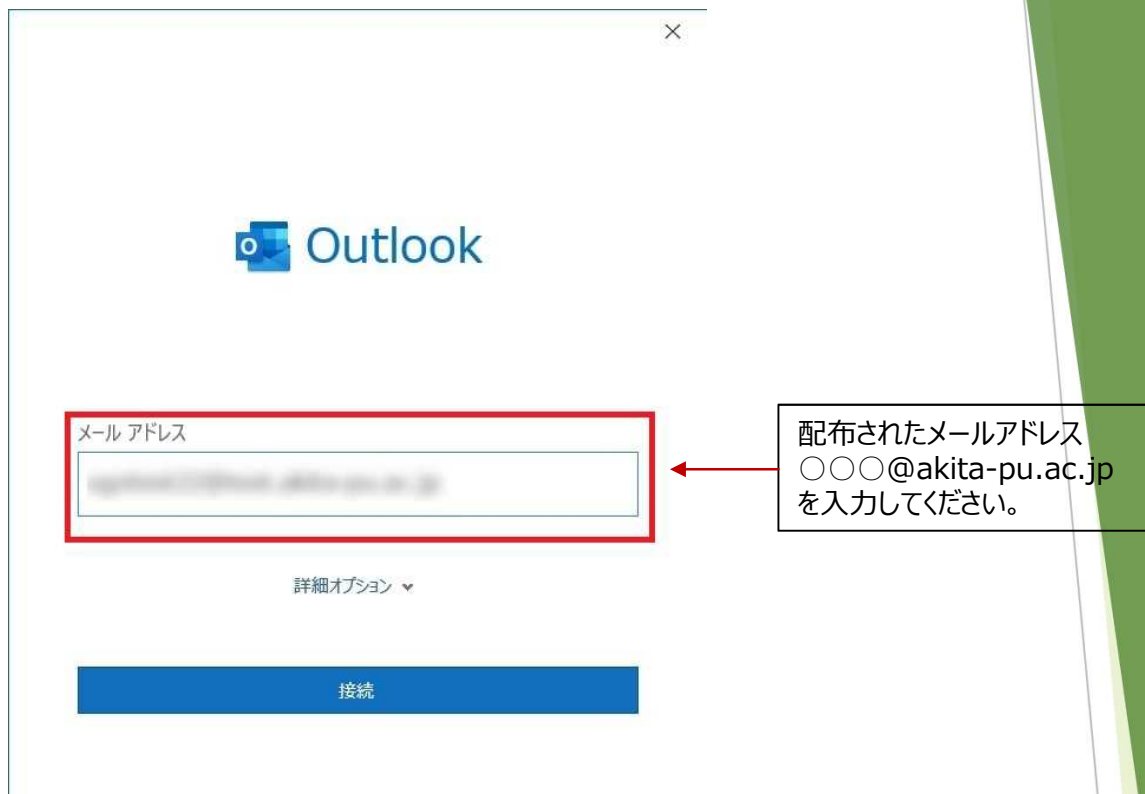 Outlook
メール アドレス
配布されたメールアドレス
○○○@akita-pu.ac.jp
を入力してください。
詳細オプション
接続